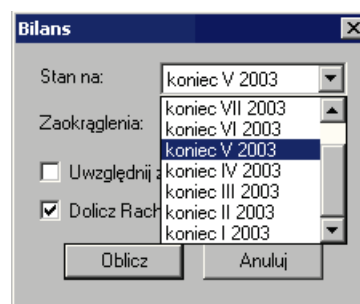 Bilans
Stan na: koniec V 2003
koniec VII 2003
Zaokrąglenia: koniec VI 2003
koniec V 2003
Uwzględnij koniec IV 2003
koniec III 2003
Dolicz Rach koniec II 2003
koniec I 2003
Oblicz Anuluj